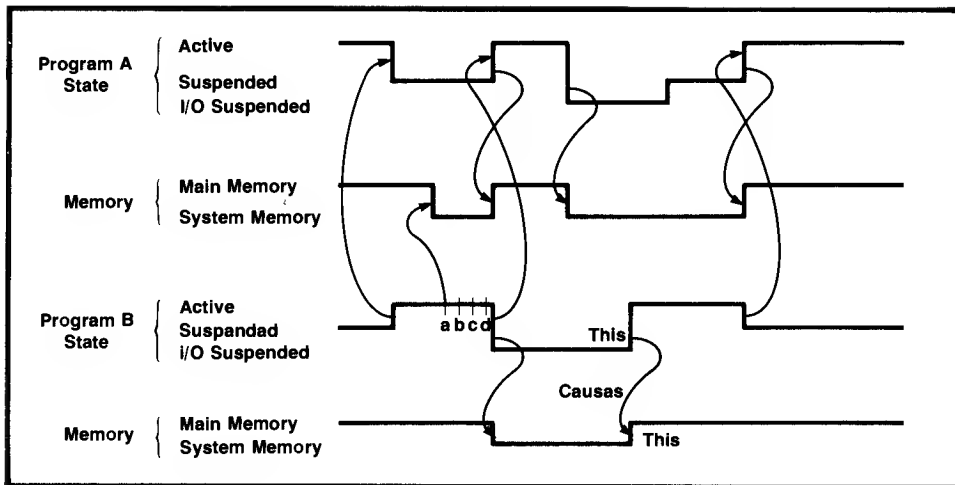 Program A
State
Active
Suspended
I/O Suspended
Memory
Main Memory
System Memory
Program B
State
Active
Suspandad
i/O Suspended
a b c d
This
Causas
Memory
Main Memory
System Memory
This